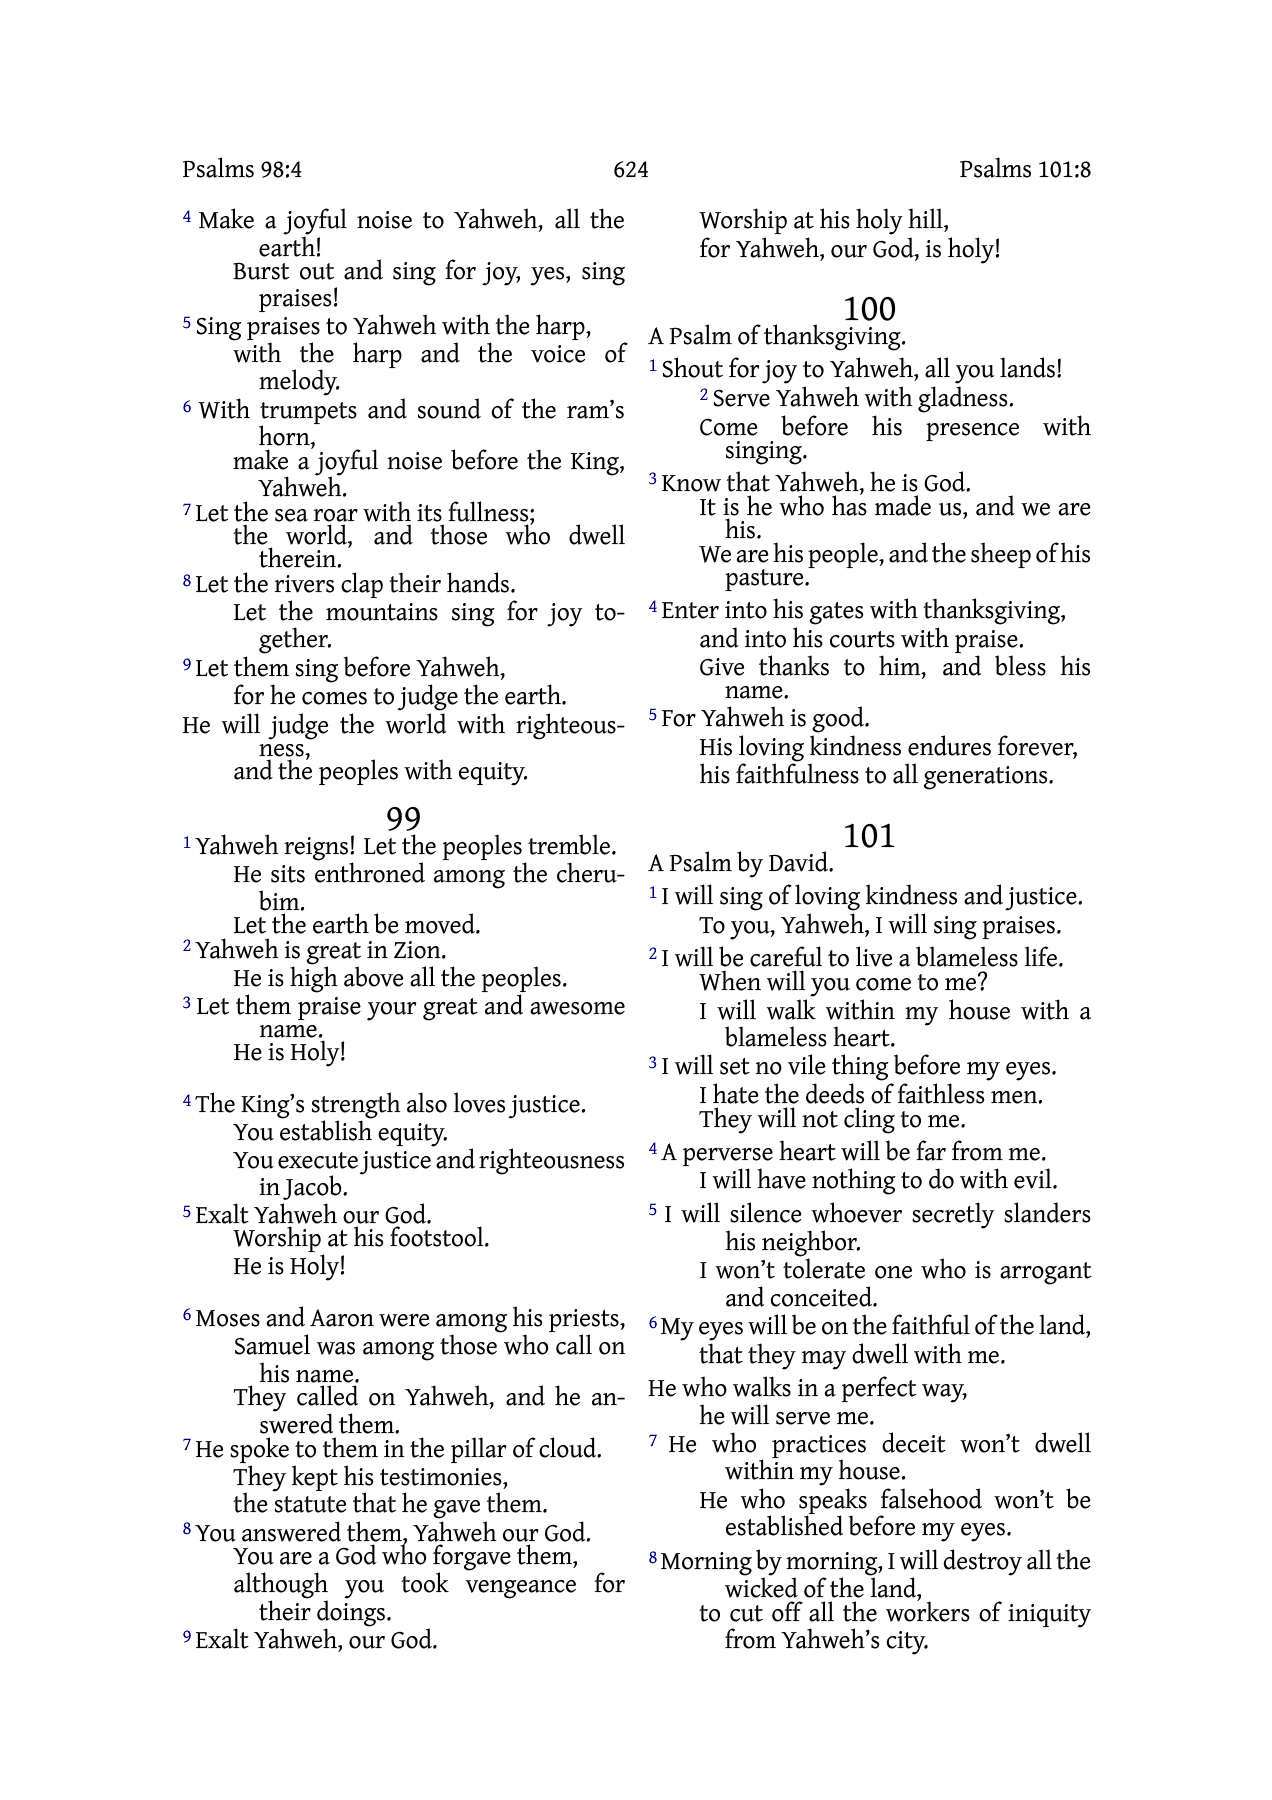 Psalms 98:4 624 Psalms 101:8
4 Make a joyful noise to Yahweh, all the
earth!
Burst out and sing for joy, yes, sing
praises!
5 Sing praises to Yahweh with the harp,
with the harp and the voice of
melody.
6 With trumpets and sound of the ram’s
horn,
make a joyful noise before the King,
Yahweh.
7 Let the sea roar with its fullness;
the world, and those who dwell
therein.
8 Let the rivers clap their hands.
Let the mountains sing for joy to-
gether.
9 Let them sing before Yahweh,
for he comes to judge the earth.
He will judge the world with righteous-
ness,
and the peoples with equity.
99
1 Yahweh reigns! Let the peoples tremble.
He sits enthroned among the cheru-
bim.
Let the earth be moved.
2 Yahweh is great in Zion.
He is high above all the peoples.
3 Let them praise your great and awesome
name.
He is Holy!
4 The King’s strength also loves justice.
You establish equity.
You execute justice and righteousness
in Jacob.
5 Exalt Yahweh our God.
Worship at his footstool.
He is Holy!
6 Moses and Aaron were among his priests,
Samuel was among those who call on
his name.
They called on Yahweh, and he an-
swered them.
7 He spoke to them in the pillar of cloud.
They kept his testimonies,
the statute that he gave them.
8 You answered them, Yahweh our God.
You are a God who forgave them,
although you took vengeance for
their doings.
9 Exalt Yahweh, our God.
Worship at his holy hill,
for Yahweh, our God, is holy!
100
A Psalm of thanksgiving.
1 Shout for joy to Yahweh, all you lands!
2 Serve Yahweh with gladness.
Come before his presence with
singing.
3 Know that Yahweh, he is God.
It is he who has made us, and we are
his.
We are his people, and the sheep of his
pasture.
4 Enter into his gates with thanksgiving,
and into his courts with praise.
Give thanks to him, and bless his
name.
5 For Yahweh is good.
His loving kindness endures forever,
his faithfulness to all generations.
101
A Psalm by David.
1 I will sing of loving kindness and justice.
To you, Yahweh, I will sing praises.
2 I will be careful to live a blameless life.
When will you come to me?
I will walk within my house with a
blameless heart.
3 I will set no vile thing before my eyes.
I hate the deeds of faithless men.
They will not cling to me.
4 A perverse heart will be far from me.
I will have nothing to do with evil.
5 I will silence whoever secretly slanders
his neighbor.
I won’t tolerate one who is arrogant
and conceited.
6 My eyes will be on the faithful of the land,
that they may dwell with me.
He who walks in a perfect way,
he will serve me.
7 He who practices deceit won’t dwell
within my house.
He who speaks falsehood won’t be
established before my eyes.
8 Morning by morning, I will destroy all the
wicked of the land,
to cut off all the workers of iniquity
from Yahweh’s city.